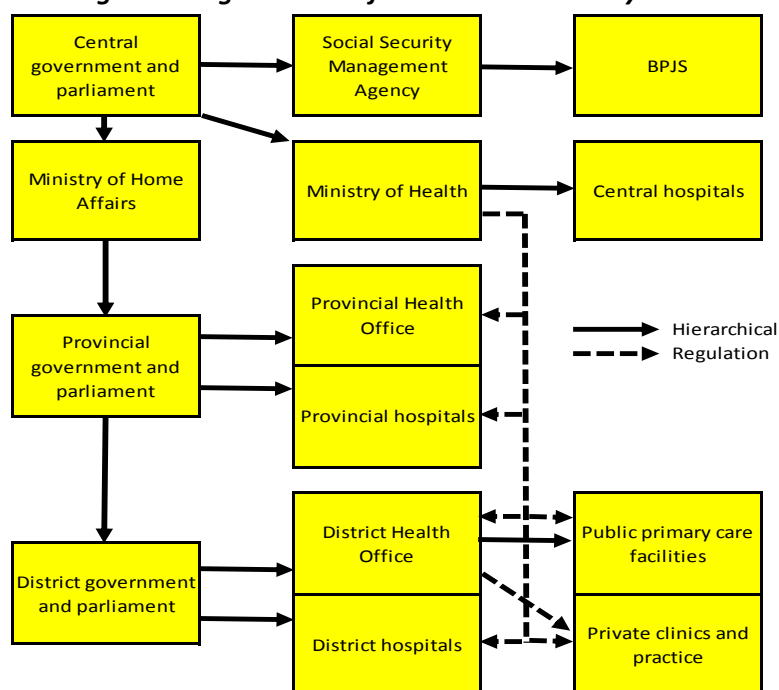 Central
government and
parliament
Social Security
Management
Agency
BPJS
Ministry of Home
Affairs
Ministry of Health
Central hospitals
Provincial Health
Office
Provincial
government and
parliament
Hierarchical
Regulation
Provincial hospitals
District Health
Office
Public primary care
facilities
District government
and parliament
District hospitals
Private clinics and
practice